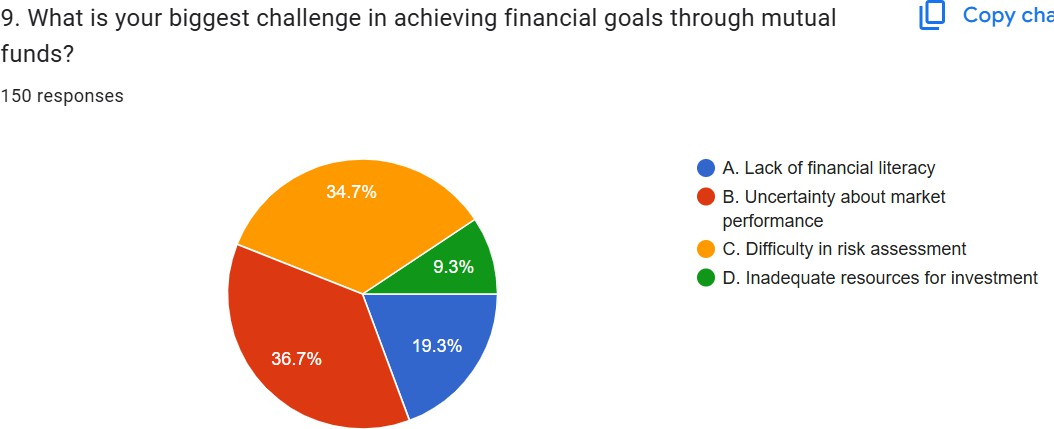 9. What is your biggest challenge in achieving financial goals through mutual
funds?
Copy cha
150 responses
34.7%
9.3%
19.3%
36.7%
A. Lack of financial literacy
B. Uncertainty about market
performance
C. Difficulty in risk assessment
D. Inadequate resources for investment